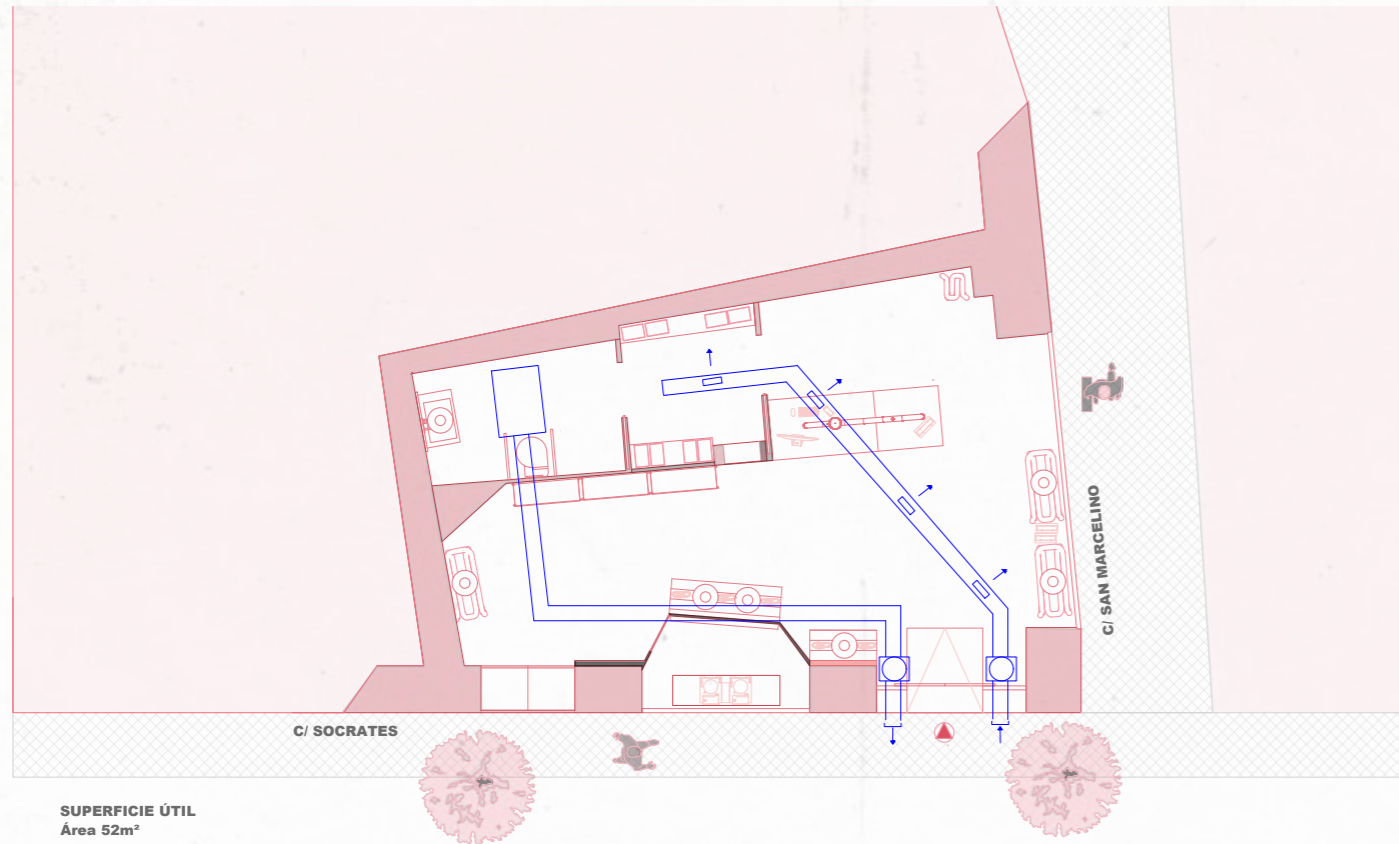 C/ SAN MARCELINO
C/ SOCRATES
SUPERFICIE ÚTIL
Área 52m²